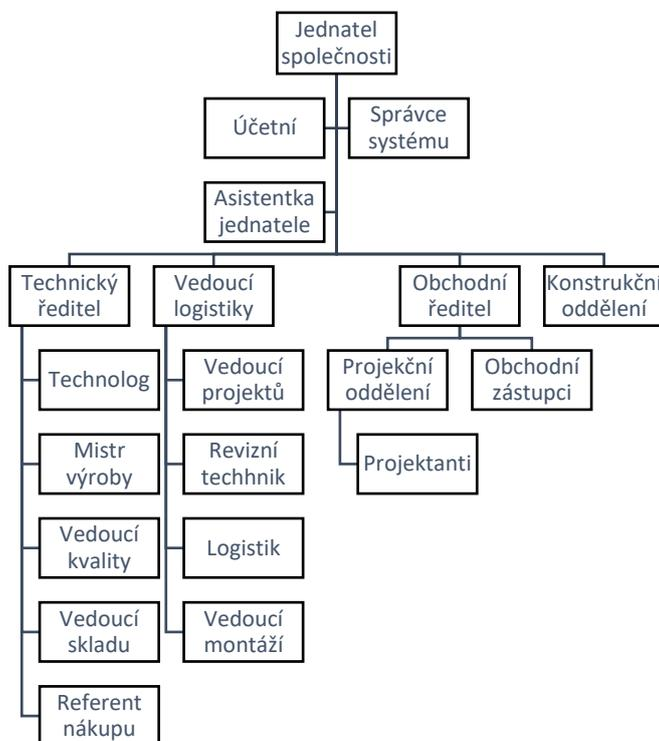 Jednatel
společnosti
Účetní
Správce
systému
Asistentka
jednatele
Technický
ředitel
Vedoucí
logistiky
Obchodní
ředitel
Konstrukční
oddělení
Technolog
Vedoucí
projektů
Projekční
oddělení
Obchodní
zástupci
Mistr
výroby
Revizní
techhnik
Projektanti
Vedoucí
kvality
Logistik
Vedoucí
skladu
Vedoucí
montáží
Referent
nákupu